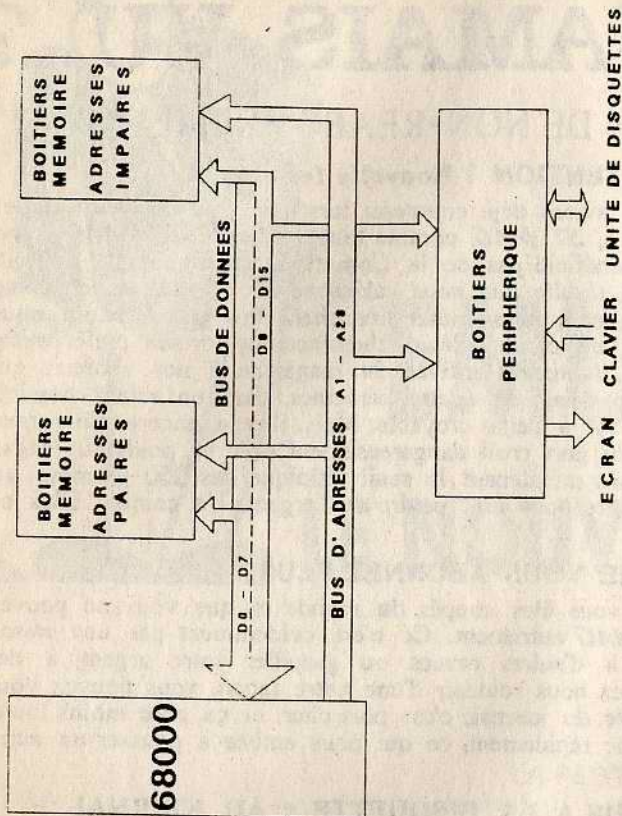 68000
BOITIERS
MEMOIRE
ADRESSES
PAIRES
BOITIERS
MEMOIRE
ADRESSES
IMPAIRES
BUS DE DONNEES
D0 - D7
D8 - D15
BUS D'ADRESSES A1 - A23
BOITIERS
PERIPHERIQUE
ECRAN CLAVIER UNITE DE DISQUETTES